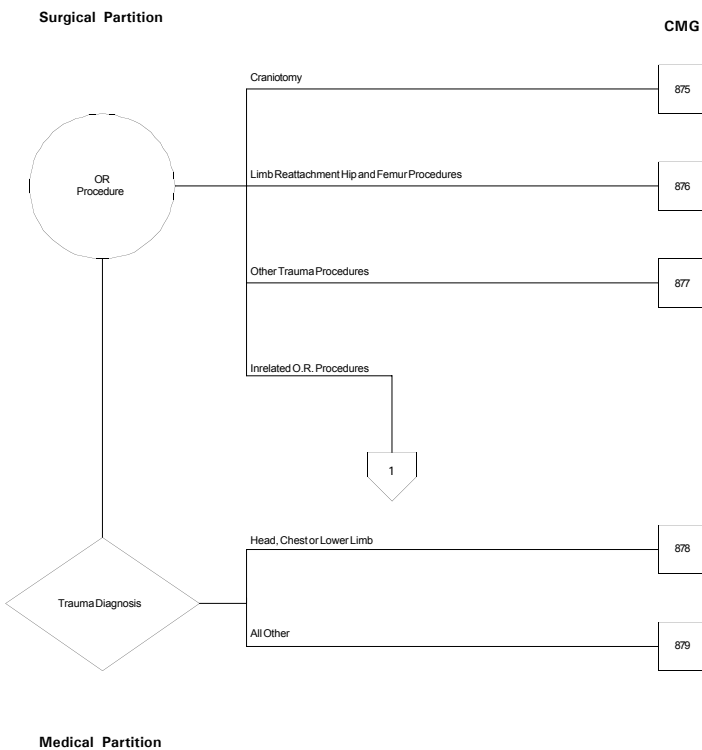 Surgical Partition
CMG
Craniotomy
875
OR
Procedure
Limb Reattachment Hip and Femur Procedures
876
Other Trauma Procedures
877
Inrelated O.R. Procedures
1
Head, Chest or Lower Limb
878
Trauma Diagnosis
All Other
879
Medical Partition